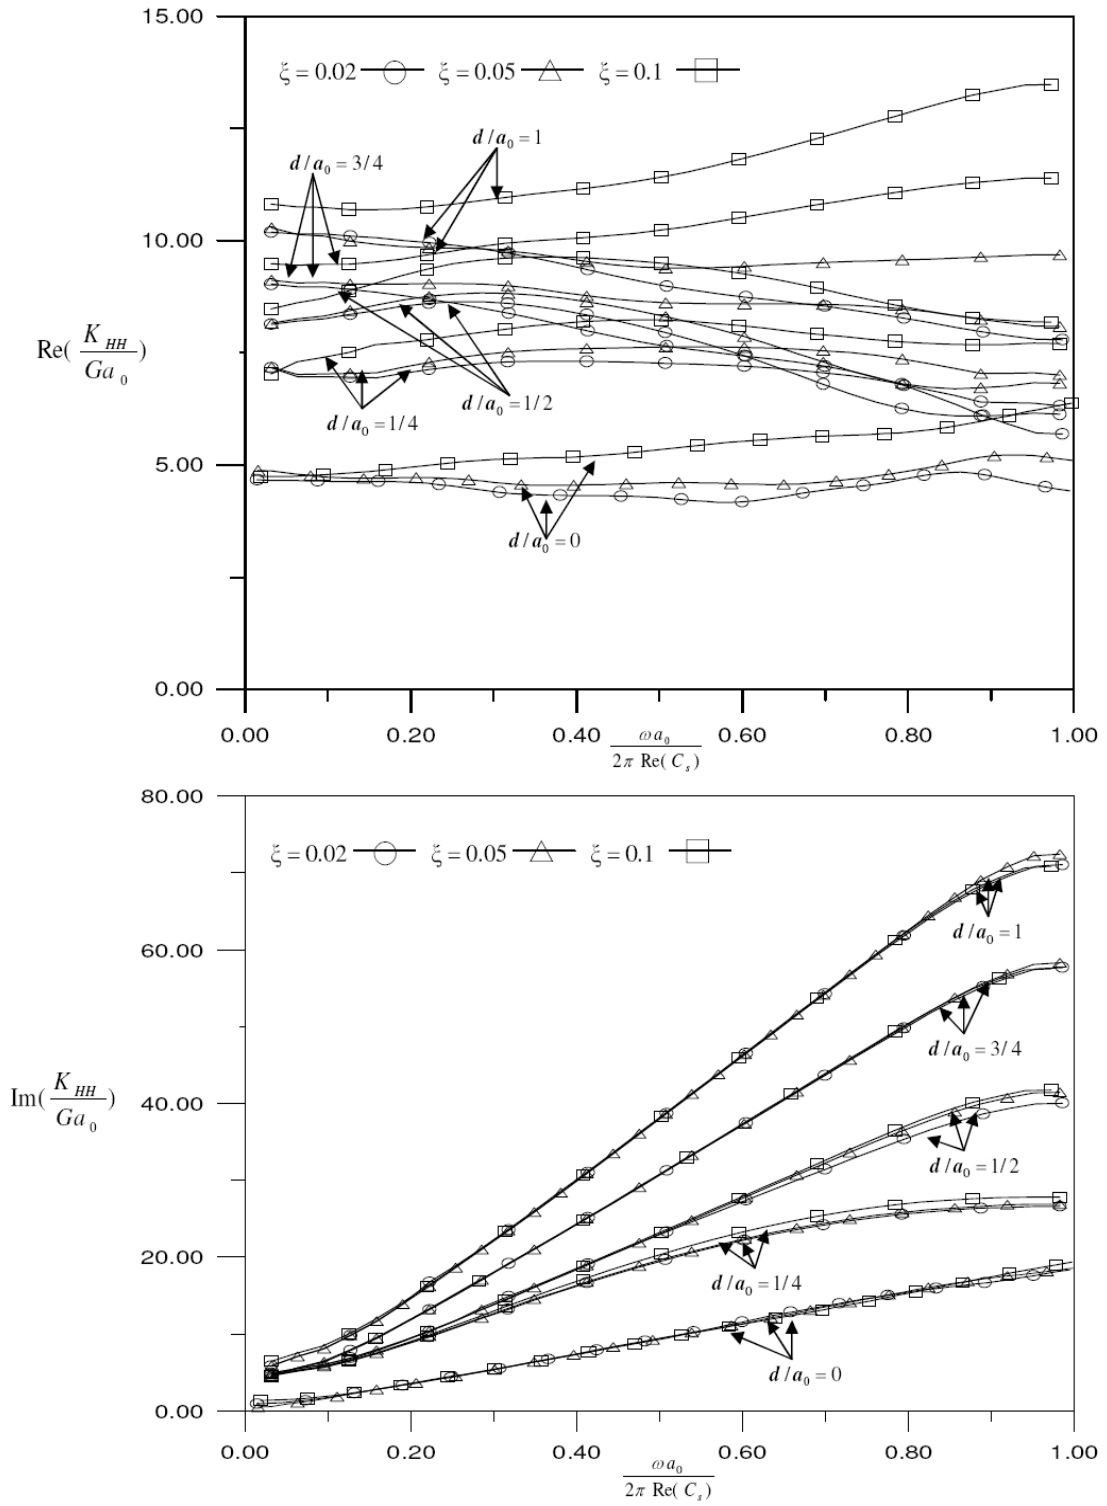 15.00
ξ = 0.02 ξ = 0.05 ξ = 0.1
d/a₀ = 1
d/a₀ = 3/4
10.00
Re(K_HH/Ga₀)
d/a₀ = 1/2
d/a₀ = 1/4
5.00
d/a₀ = 0
0.00
0.00 0.20 0.40 0.60 0.80 1.00
ωa₀/2π Re(C_s)
80.00
ξ = 0.02 ξ = 0.05 ξ = 0.1
d/a₀ = 1
60.00
d/a₀ = 3/4
Im(K_HH/Ga₀)
40.00
d/a₀ = 1/2
d/a₀ = 1/4
20.00
d/a₀ = 0
0.00
0.00 0.20 0.40 0.60 0.80 1.00
ωa₀/2π Re(C_s)